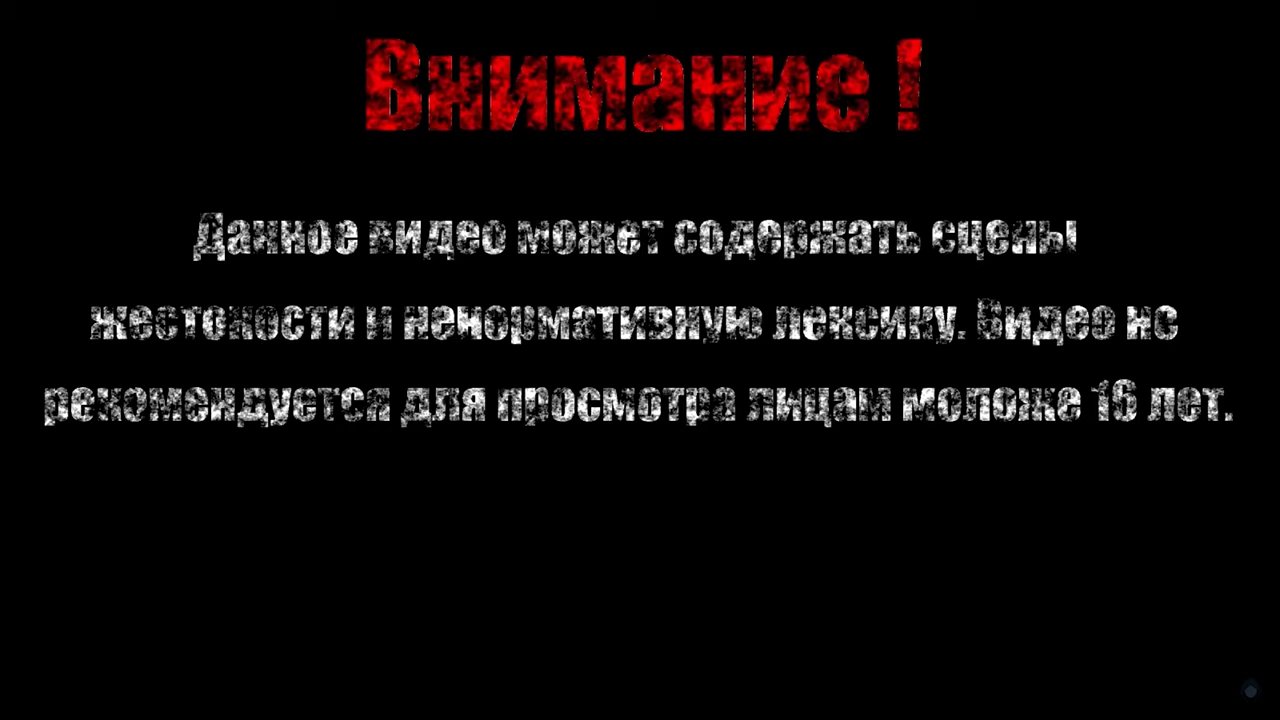 Внимание !
Данное видео может содержать сцены
жестокости и ненормативную лексику. Видео не
рекомендуется для просмотра лицам моложе 16 лет.